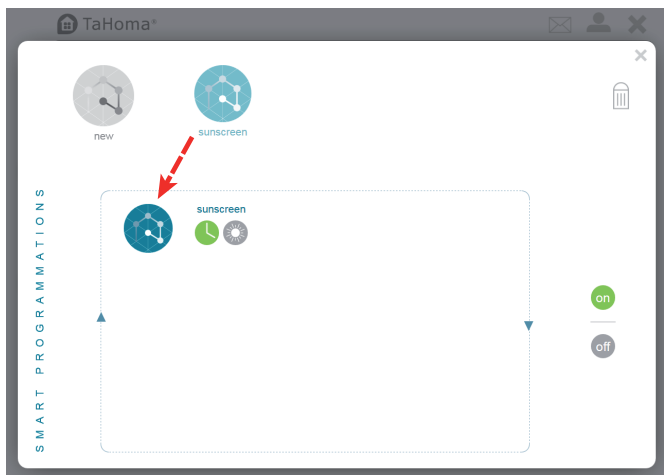 TaHoma®
new
sunscreen
sunscreen
SMART PROGRAMMATIONS
on
off